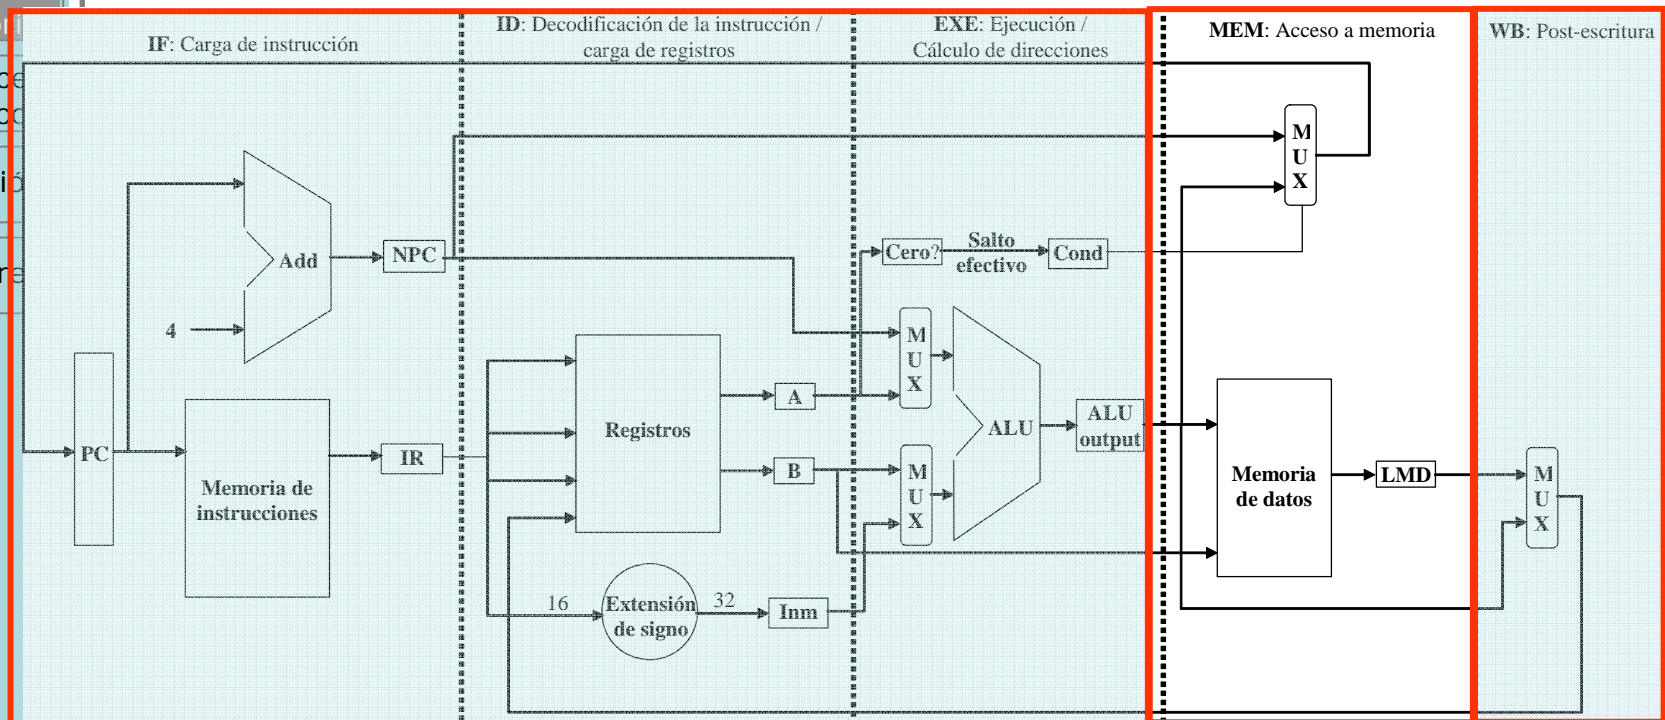 IF: Carga de instrucción
ID: Decodificación de la instrucción /
carga de registros
EXE: Ejecución /
Cálculo de direcciones
MEM: Acceso a memoria
WB: Post-escritura
M
U
X
Add
NPC
4
Cero?
Salto
efectivo
Cond
M
U
X
PC
Memoria de
instrucciones
IR
Registros
A
B
M
U
X
ALU
ALU
output
Memoria
de datos
LMD
M
U
X
16
Extensión
de signo
32
Inm